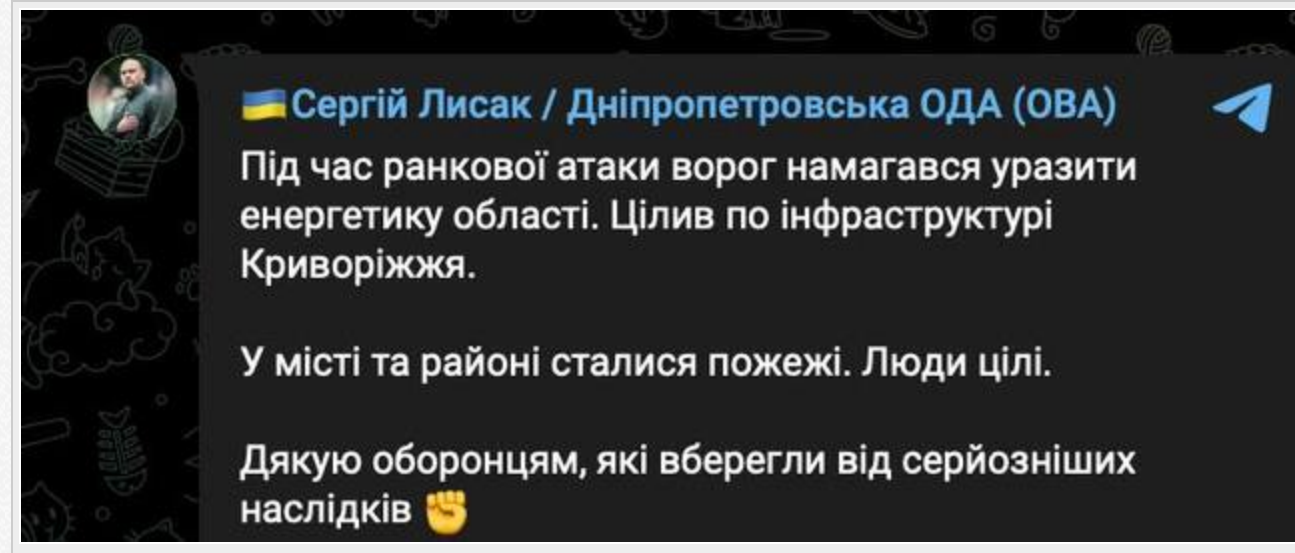 🇺🇦Сергій Лисак / Дніпропетровська ОДА (ОВА)
Під час ранкової атаки ворог намагався уразити
енергетику області. Цілив по інфраструктурі
Криворіжжя.
У місті та районі сталися пожежі. Люди цілі.
Дякую оборонцям, які вберегли від серйозніших
наслідків ✊